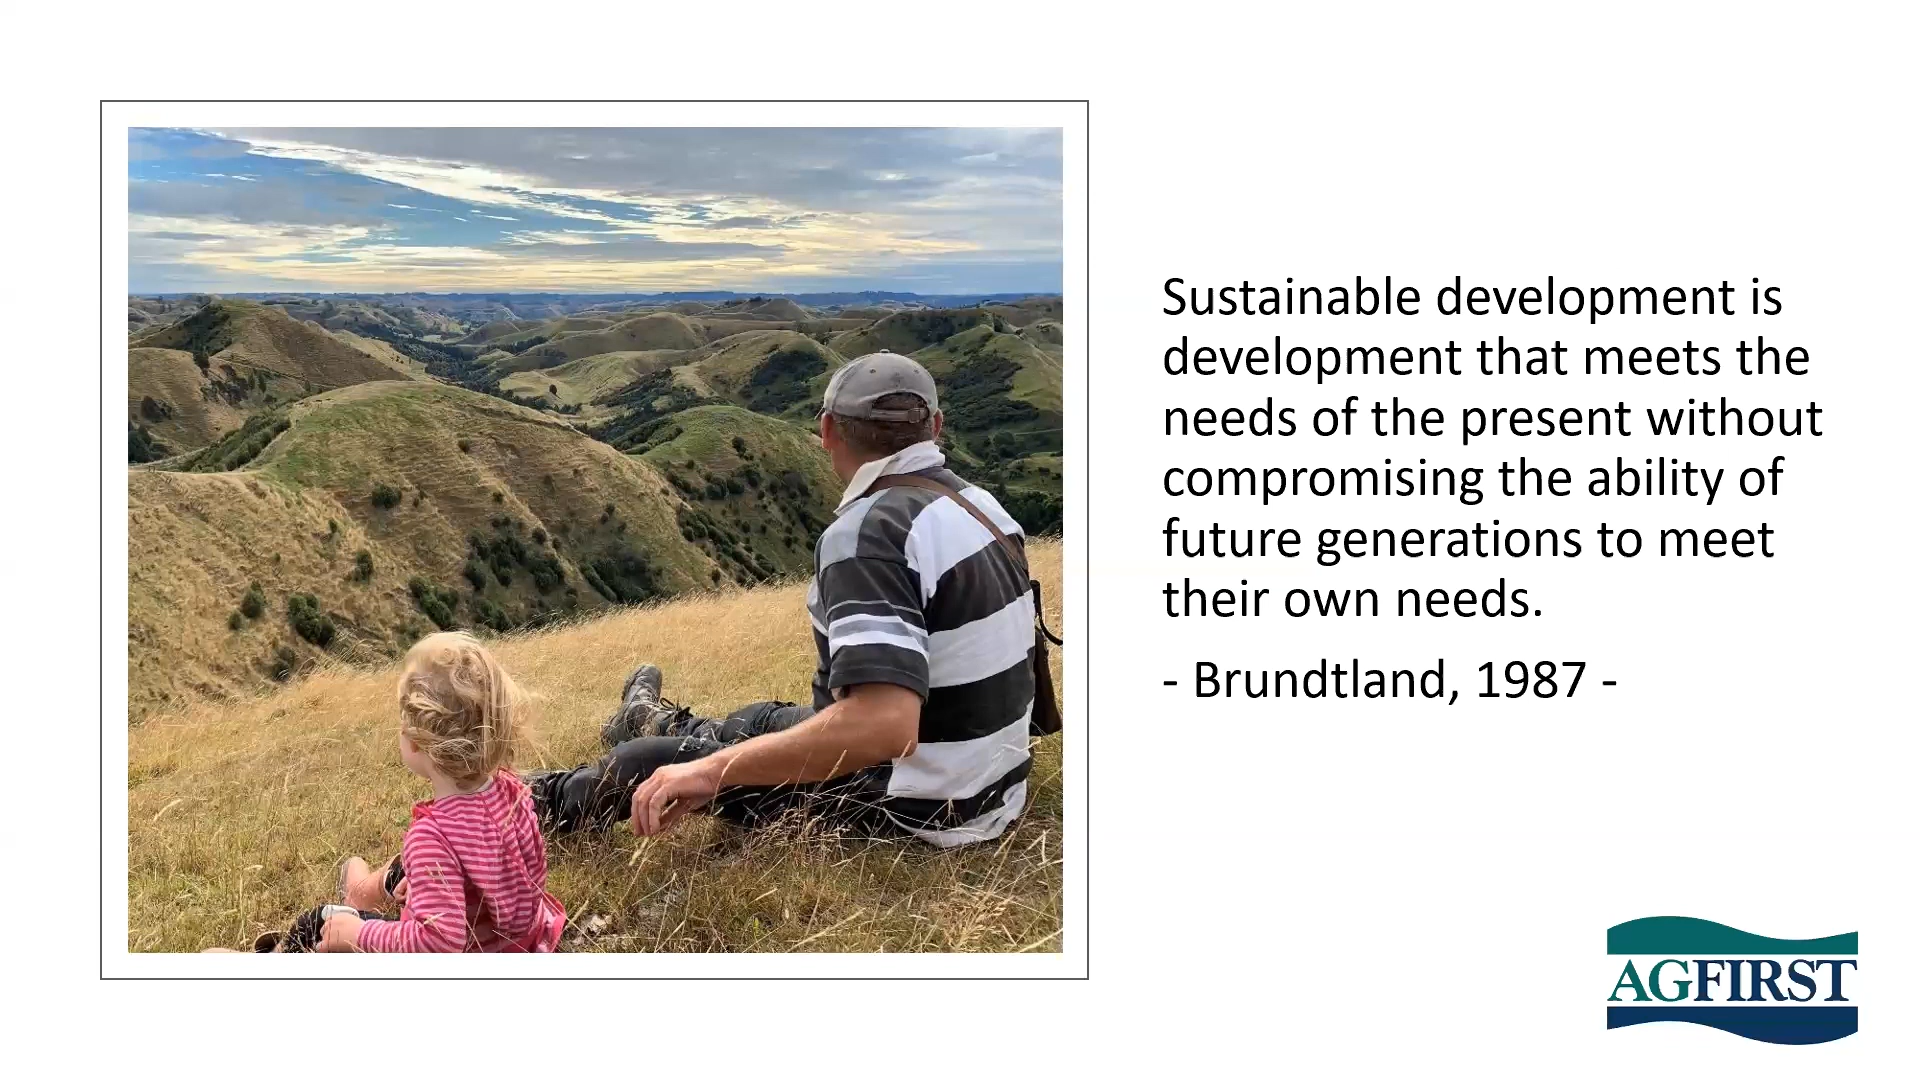 Sustainable development is
development that meets the
needs of the present without
compromising the ability of
future generations to meet
their own needs.
- Brundtland, 1987 -
AGFIRST